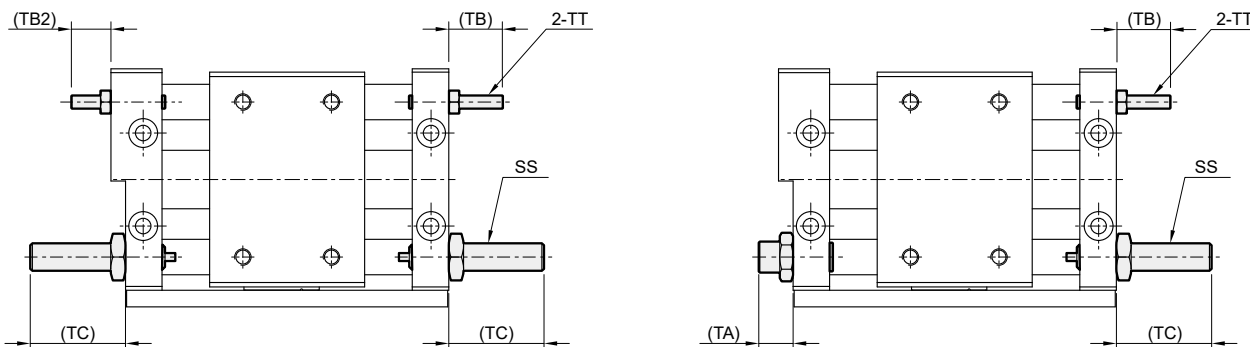 (TB2)
(TB)
2-TT
SS
(TC)
(TC)
(TB)
2-TT
SS
(TA)
(TC)